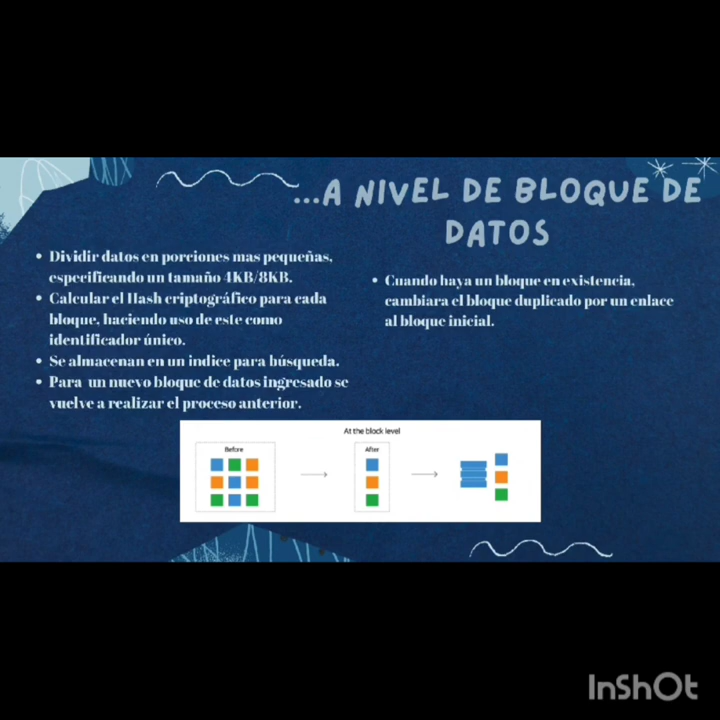 ...A NIVEL DE BLOQUE DE
DATOS
Dividir datos en porciones mas pequeñas,
especificando un tamaño 4KB/8KB.
Calcular el Hash criptográfico para cada
bloque, haciendo uso de este como
identificador único.
Se almacenan en un indice para búsqueda.
Para un nuevo bloque de datos ingresado se
vuelve a realizar el proceso anterior.
Cuando haya un bloque en existencia,
cambiara el bloque duplicado por un enlace
al bloque inicial.
At the block level
Before
After
InShOt